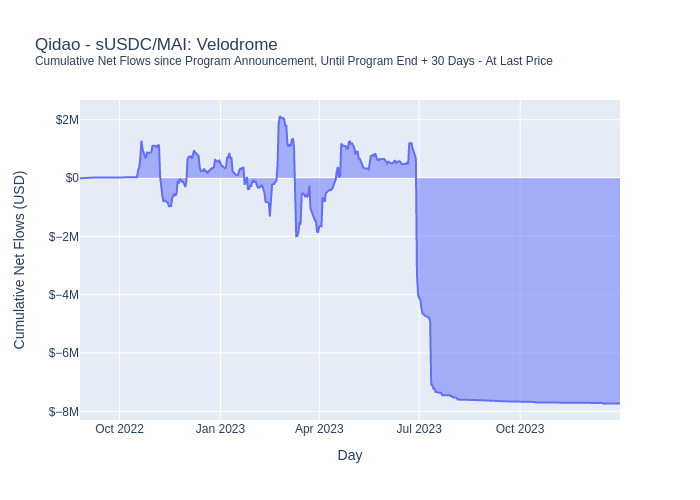 Qidao - sUSDC/MAI: Velodrome
Cumulative Net Flows since Program Announcement, Until Program End + 30 Days - At Last Price
Cumulative Net Flows (USD)
$2M
$0
$−2M
$−4M
$−6M
$−8M
Oct 2022
Jan 2023
Apr 2023
Jul 2023
Oct 2023
Day